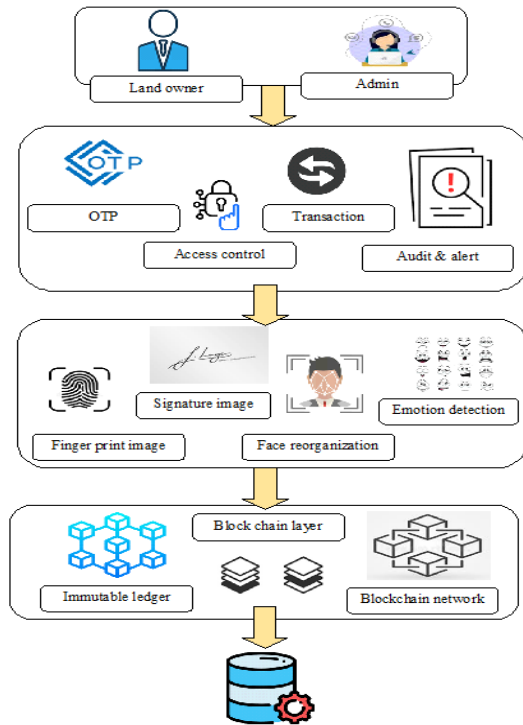 Land owner
Admin
OTP
OTP
Transaction
Access control
Audit & alert
Signature image
Emotion detection
Finger print image
Face reorganization
Block chain layer
Immutable ledger
Blockchain network